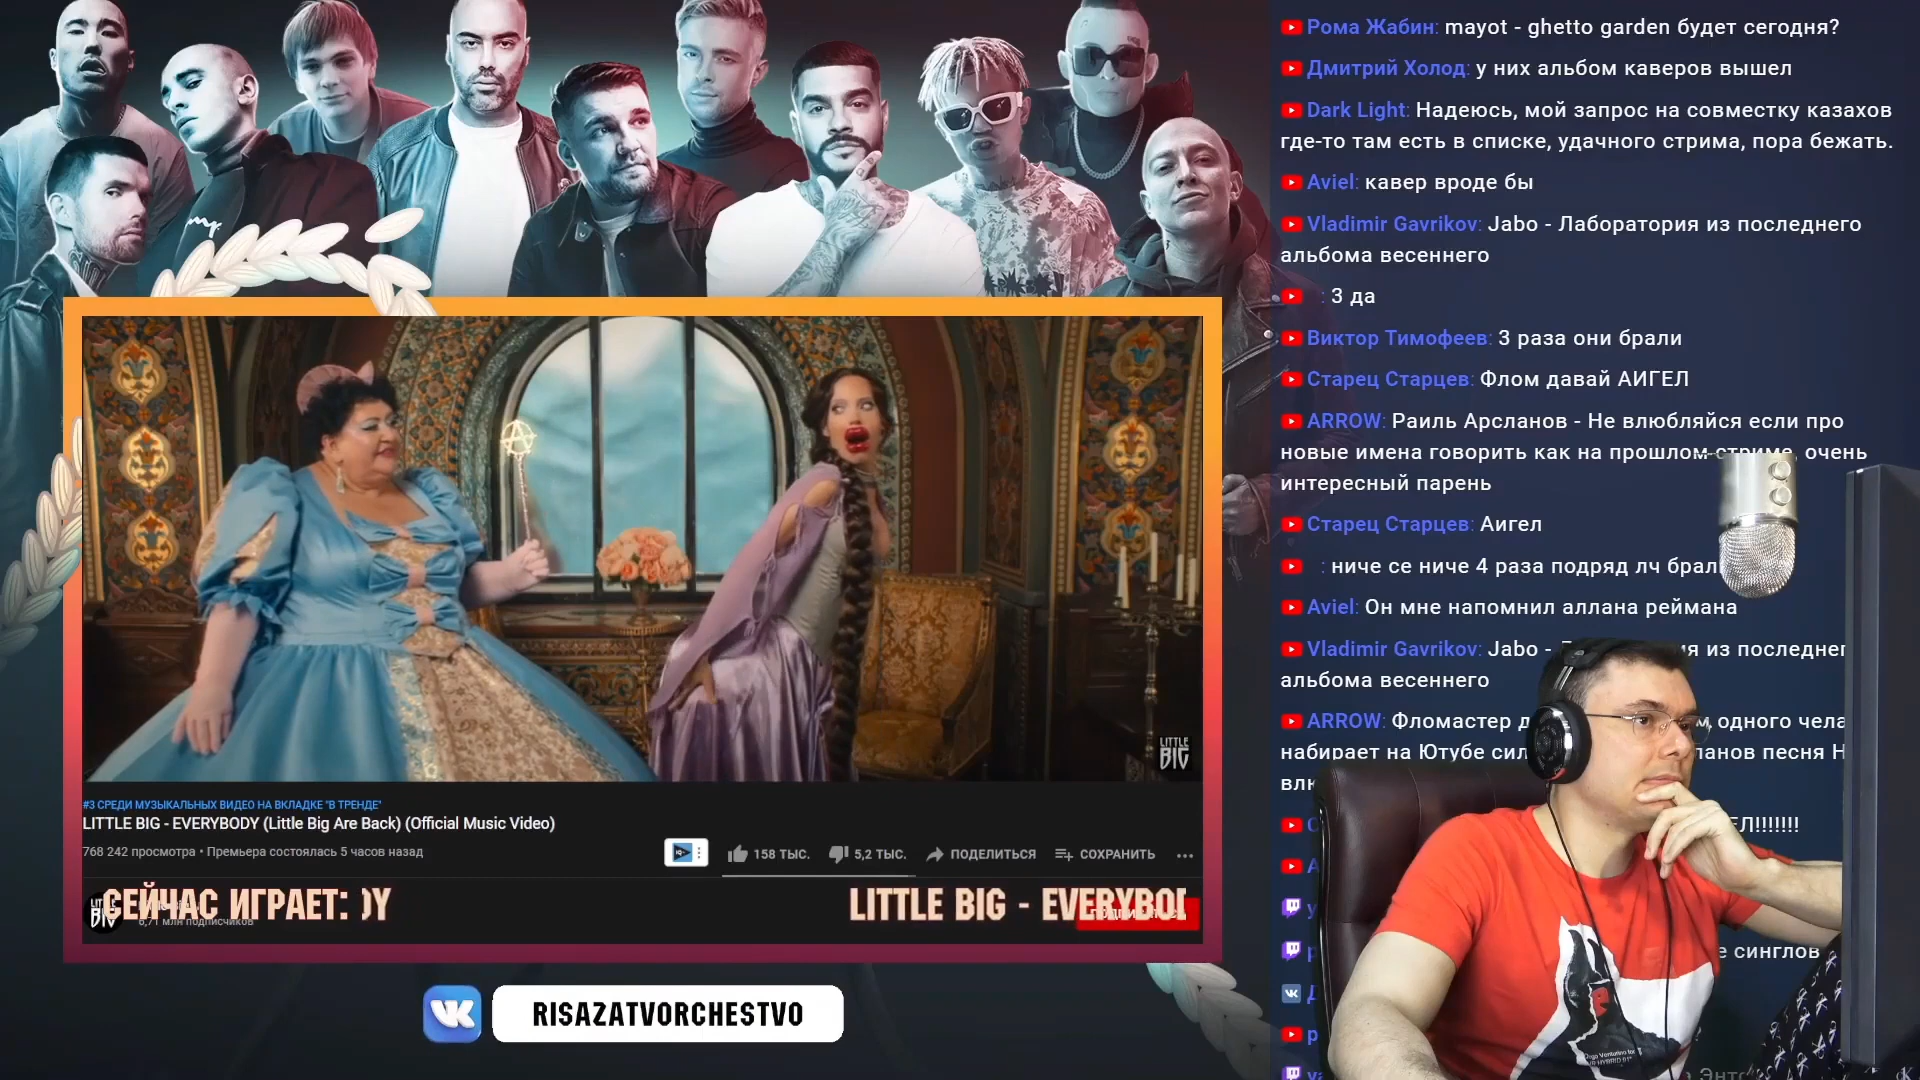 Рома Жабин: mayot - ghetto garden будет сегодня?
Дмитрий Холод: у них альбом каверов вышел
Dark Light: Надеюсь, мой запрос на совместку казахов
где-то там есть в списке, удачного стрима, пора бежать.
Aviel: кавер вроде бы
Vladimir Gavrikov: Jabo - Лаборатория из последнего
альбома весеннего
: 3 да
Виктор Тимофеев: 3 раза они брали
Старец Старцев: Флом давай АИГЕЛ
ARROW: Раиль Арсланов - Не влюбляйся если про
новые имена говорить как на прошлом стриме, очень
интересный парень
Старец Старцев: Аигел
: ниче се ниче 4 раза подряд лч
Aviel: Он мне напомнил аллана реймана
Vladimir Gavrikov: Jabo - из
альбома весеннего
ARROW: Фломастер одного чела
набирает на Ютубе песня
синглов
LITTLE BIG
#3 СРЕДИ МУЗЫКАЛЬНЫХ ВИДЕО НА ВКЛАДКЕ "В ТРЕНДЕ"
LITTLE BIG - EVERYBODY (Little Big Are Back) (Official Music Video)
768 242 просмотра • Премьера состоялась 5 часов назад
158 ТЫС. 5,2 ТЫС. ПОДЕЛИТЬСЯ СОХРАНИТЬ
СЕЙЧАС ИГРАЕТ: LITTLE BIG -
6,71 млн подписчиков
RISAZATVORCHESTVO